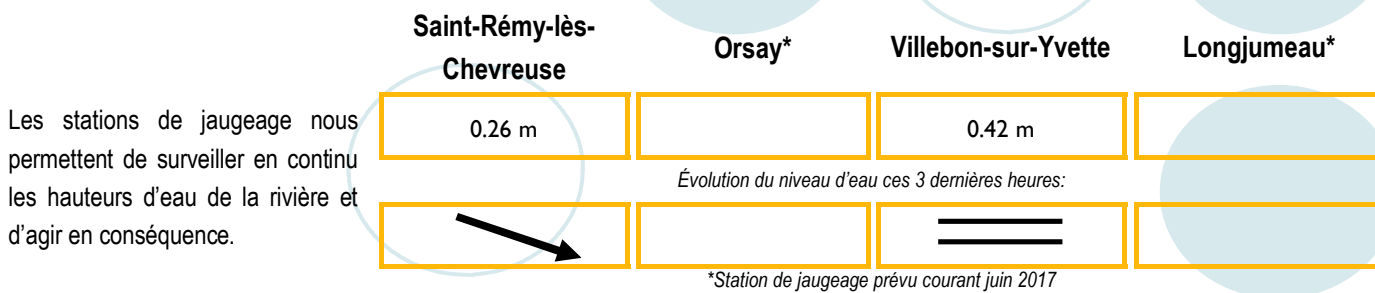 Saint-Rémy-lès-
Chevreuse
Orsay*
Villebon-sur-Yvette
Longjumeau*
Les stations de jaugeage nous
permettent de surveiller en continu
les hauteurs d'eau de la rivière et
d'agir en conséquence.
0.26 m
0.42 m
Évolution du niveau d'eau ces 3 dernières heures:
*Station de jaugeage prévu courant juin 2017